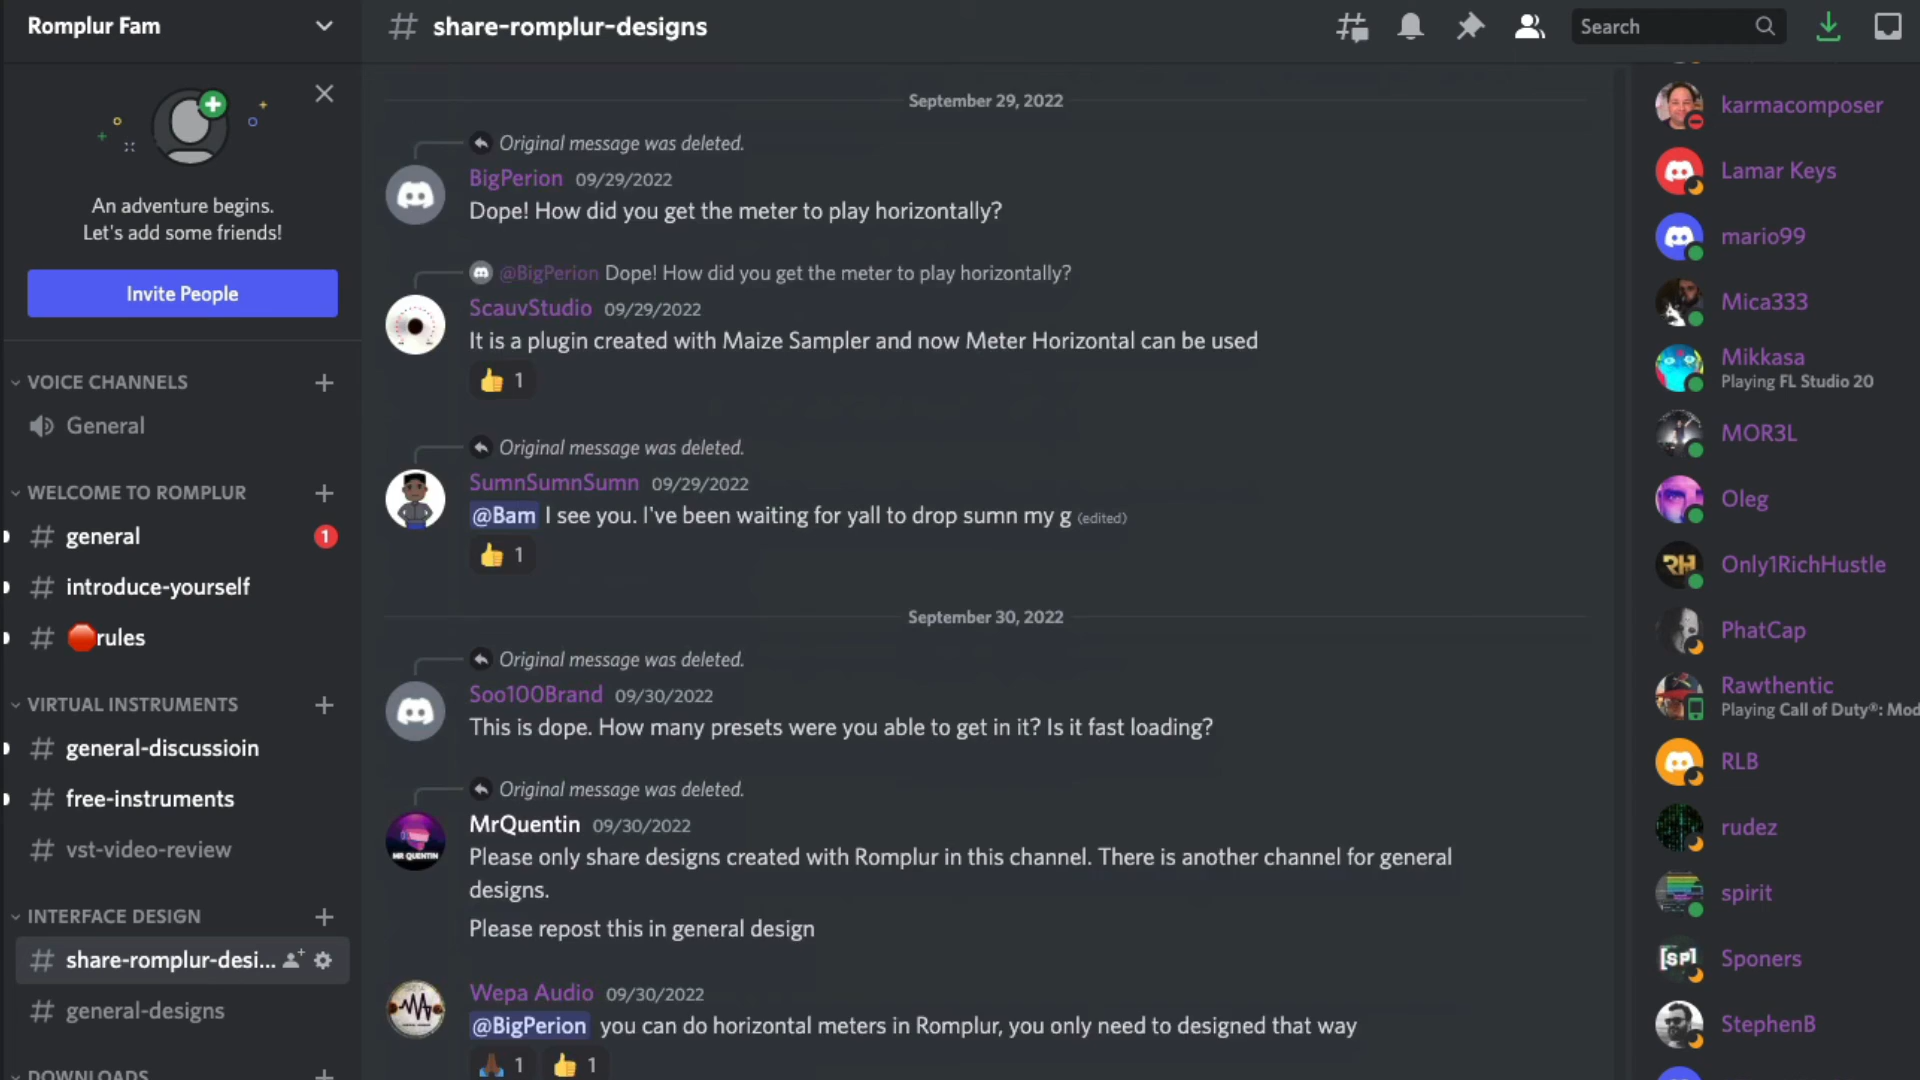 Romplur Fam
share-romplur-designs
Search
An adventure begins.
Let's add some friends!
Invite People
VOICE CHANNELS
General
WELCOME TO ROMPLUR
general
1
introduce-yourself
rules
VIRTUAL INSTRUMENTS
general-discussioin
free-instruments
vst-video-review
INTERFACE DESIGN
share-romplur-desi...
general-designs
DOWNLOADS
September 29, 2022
Original message was deleted.
BigPerion 09/29/2022
Dope! How did you get the meter to play horizontally?
@BigPerion Dope! How did you get the meter to play horizontally?
ScauvStudio 09/29/2022
It is a plugin created with Maize Sampler and now Meter Horizontal can be used
1
Original message was deleted.
SumnSumnSumn 09/29/2022
@Bam I see you. I've been waiting for yall to drop sumn my g (edited)
1
September 30, 2022
Original message was deleted.
Soo100Brand 09/30/2022
This is dope. How many presets were you able to get in it? Is it fast loading?
Original message was deleted.
MrQuentin 09/30/2022
MR QUENTIN
Please only share designs created with Romplur in this channel. There is another channel for general
designs.
Please repost this in general design
Wepa Audio 09/30/2022
@BigPerion you can do horizontal meters in Romplur, you only need to designed that way
1 1
karmacomposer
Lamar Keys
mario99
Mica333
Mikkasa
Playing FL Studio 20
MOR3L
Oleg
RH
Only1RichHustle
PhatCap
Rawthentic
Playing Call of Duty®: Mod
RLB
rudez
spirit
[SP]
Sponers
StephenB